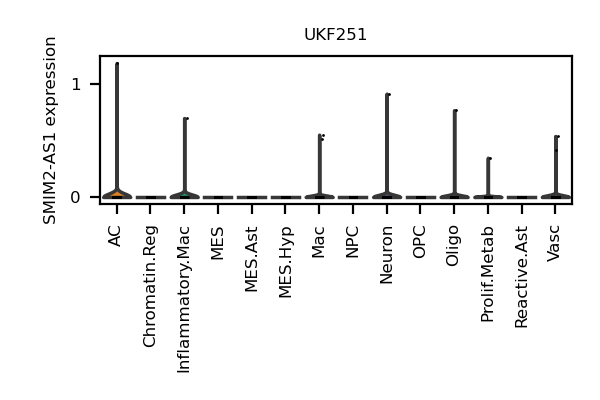 UKF251
SMIM2-AS1 expression
1
0
AC
Chromatin.Reg
Inflammatory.Mac
MES
MES.Ast
MES.Hyp
Mac
NPC
Neuron
OPC
Oligo
Prolif.Metab
Reactive.Ast
Vasc